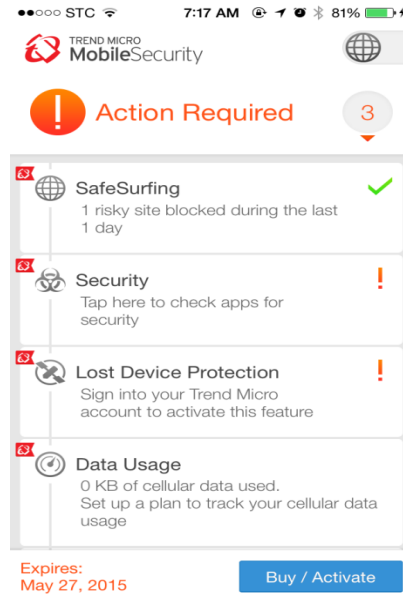 STC 7:17 AM 81%
TREND MICRO
MobileSecurity
Action Required 3
SafeSurfing
1 risky site blocked during the last
1 day
Security
Tap here to check apps for
security
Lost Device Protection
Sign into your Trend Micro
account to activate this feature
Data Usage
0 KB of cellular data used.
Set up a plan to track your cellular data
usage
Expires:
May 27, 2015
Buy / Activate